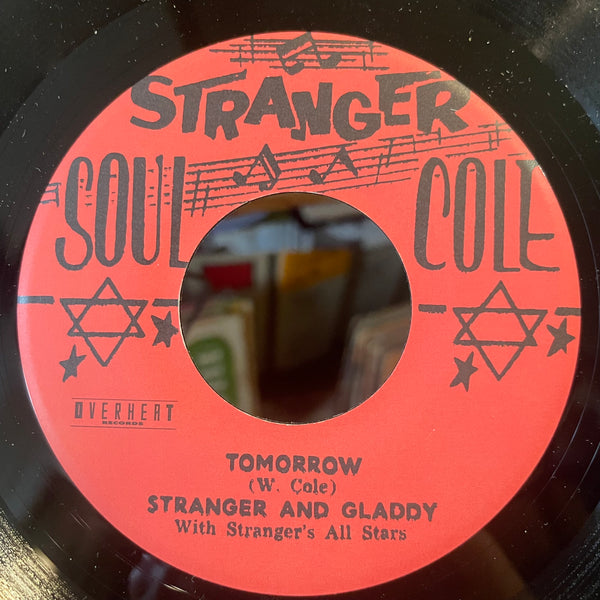 STRANGER
SOUL COLE
OVERHEAT
RECORDS
TOMORROW
(W. Cole)
STRANGER AND GLADDY
With Stranger's All Stars